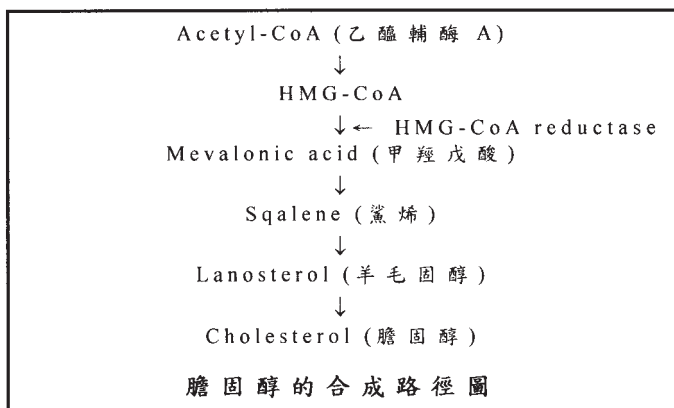 Acetyl-CoA (乙醯輔酶 A)
↓
HMG-CoA
↓ ← HMG-CoA reductase
Mevalonic acid (甲羥戊酸)
↓
Sqalene (鯊烯)
↓
Lanosterol (羊毛固醇)
↓
Cholesterol (膽固醇)
膽固醇的合成路徑圖